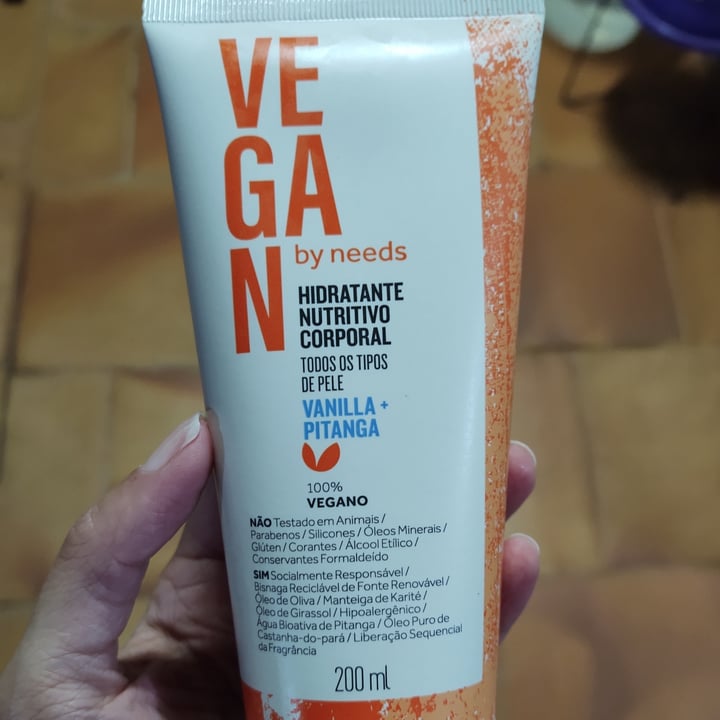 VE
GA
N
by needs
HIDRATANTE
NUTRITIVO
CORPORAL
TODOS OS TIPOS
DE PELE
VANILLA +
PITANGA
100%
VEGANO
NÃO Testado em Animais /
Parabenos / Silicones / Óleos Minerais /
Glúten / Corantes / Álcool Etílico /
Conservantes Formaldeído
SIM Socialmente Responsável /
Bisnaga Reciclável de Fonte Renovável /
Óleo de Oliva / Manteiga de Karité /
Óleo de Girassol / Hipoalergênico /
Água Bioativa de Pitanga / Óleo Puro de
Castanha-do-pará / Liberação Sequencial
da Fragrância
200 ml